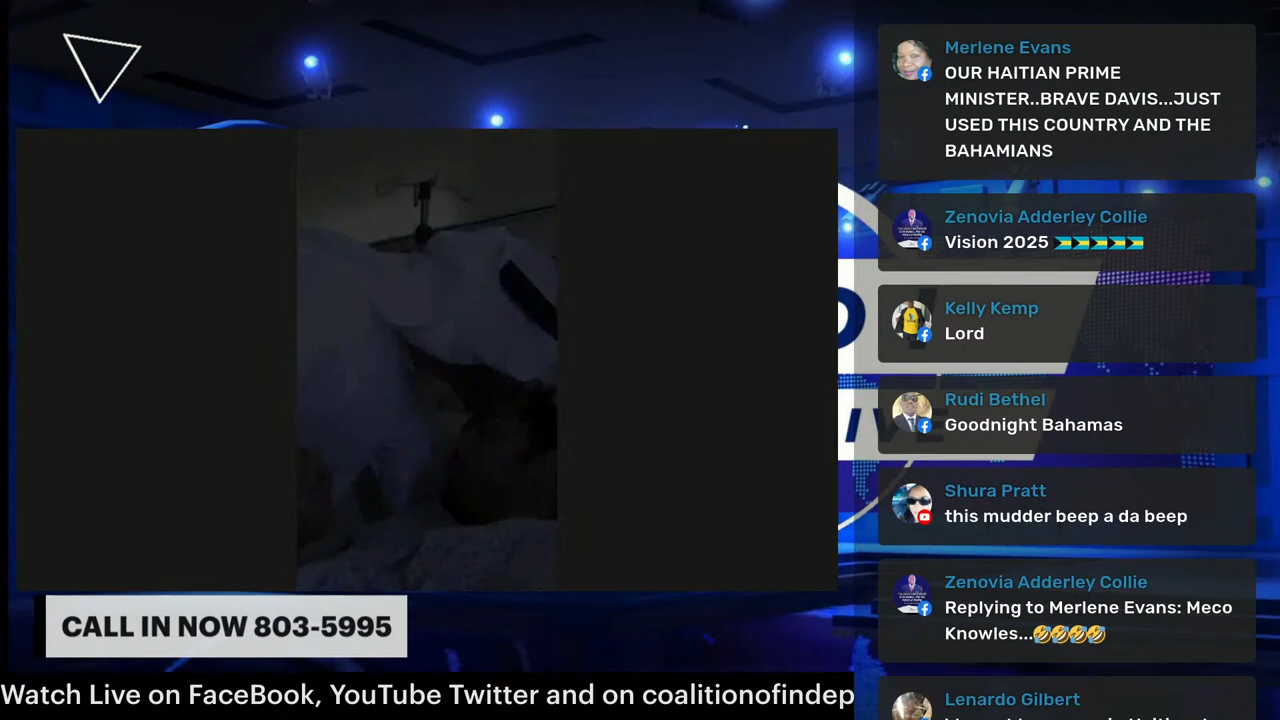 Merlene Evans
OUR HAITIAN PRIME
MINISTER..BRAVE DAVIS...JUST
USED THIS COUNTRY AND THE
BAHAMIANS
Zenovia Adderley Collie
Vision 2025 🇧🇸🇧🇸🇧🇸🇧🇸🇧🇸
Kelly Kemp
Lord
Rudi Bethel
Goodnight Bahamas
Shura Pratt
this mudder beep a da beep
Zenovia Adderley Collie
Replying to Merlene Evans: Meco
Knowles...🤣🤣🤣🤣
Lenardo Gilbert
CALL IN NOW 803-5995
Watch Live on FaceBook, YouTube Twitter and on coalitionofindep